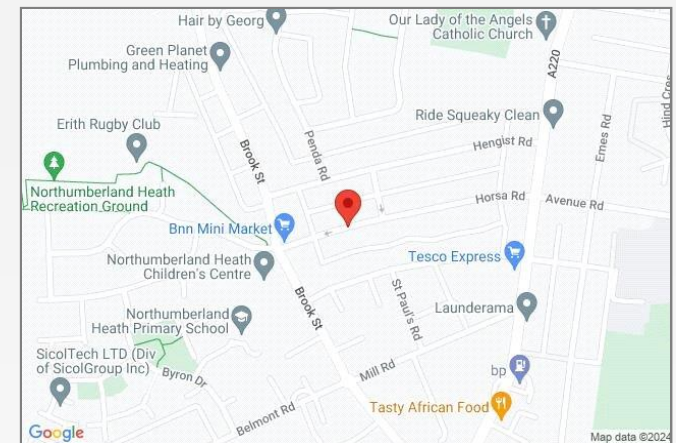 Hair by Georg
Our Lady of the Angels
Catholic Church
Green Planet
Plumbing and Heating
A220
Ride Squeaky Clean
Hind Cres
Erith Rugby Club
Brook St
Penda Rd
Hengist Rd
Emes Rd
Northumberland Heath
Recreation Ground
Horsa Rd
Avenue Rd
Bnn Mini Market
Northumberland Heath
Children's Centre
Tesco Express
Brook St
St Paul's Rd
Launderama
Northumberland
Heath Primary School
SicolTech LTD (Div
of SicolGroup Inc)
Byron Dr
Mill Rd
bp
Tasty African Food
Belmont Rd
Google
Map data ©2024